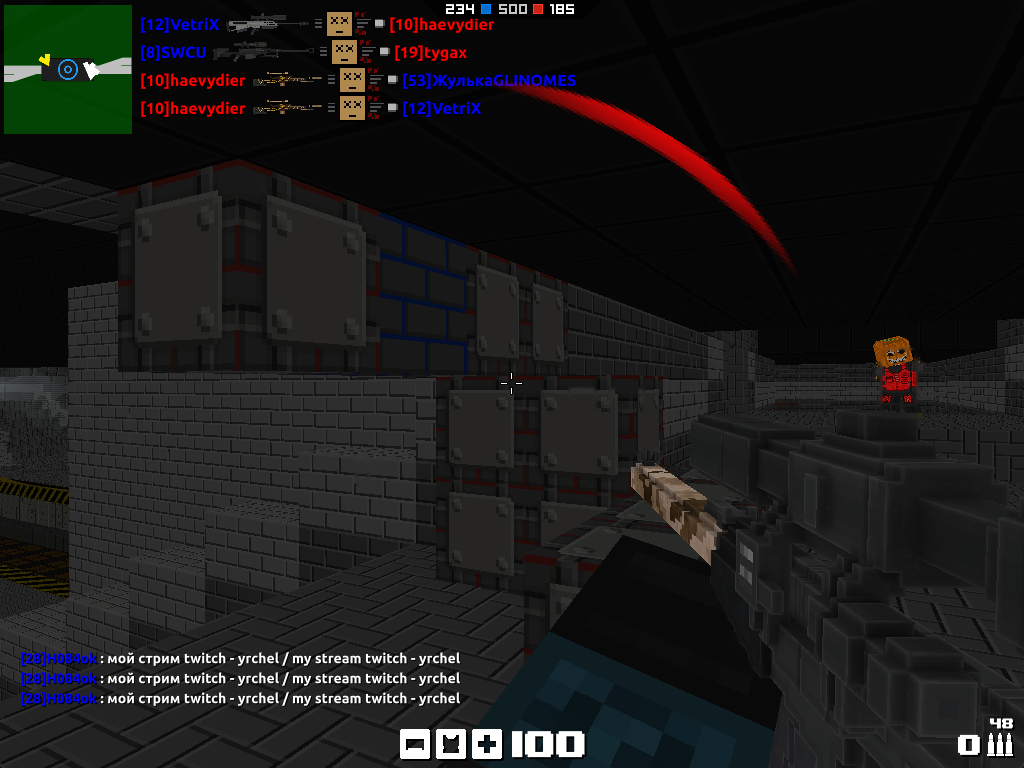 234 500 185
[12]VetriX [10]haevydier
[8]SWCU [19]tygax
[10]haevydier [53]ЖулькаGLINOMES
[10]haevydier [12]VetriX
[28]H084ok : мой стрим twitch - yrchel / my stream twitch - yrchel
[28]H084ok : мой стрим twitch - yrchel / my stream twitch - yrchel
[28]H084ok : мой стрим twitch - yrchel / my stream twitch - yrchel
48
100 0